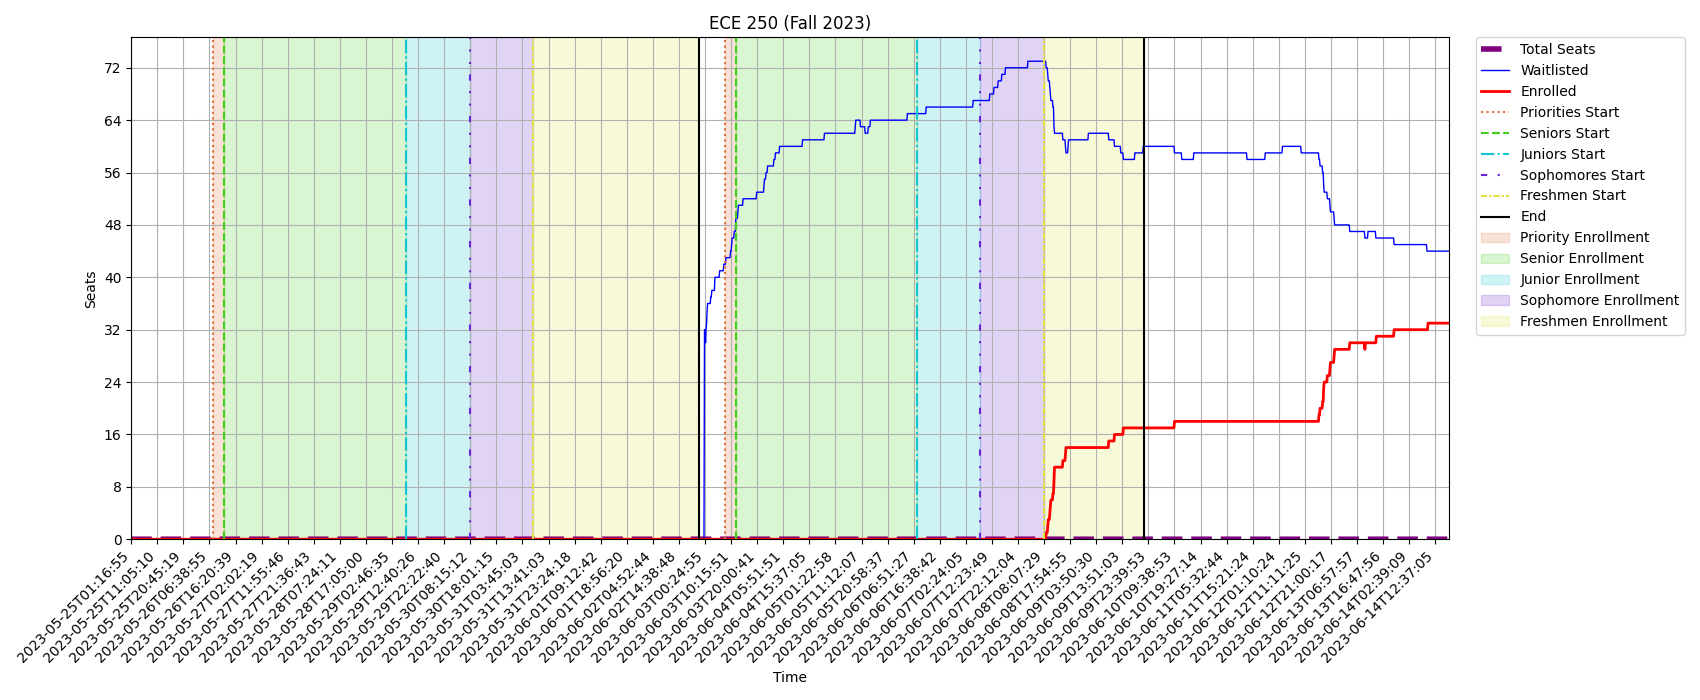 ECE 250 (Fall 2023)
Seats
72
64
56
48
40
32
24
16
8
0
2023-05-25T01:16:55
2023-05-25T11:05:10
2023-05-25T20:45:19
2023-05-26T06:38:55
2023-05-26T16:20:39
2023-05-27T02:02:19
2023-05-27T11:55:46
2023-05-27T21:36:43
2023-05-28T07:24:11
2023-05-28T17:05:00
2023-05-29T02:46:35
2023-05-29T12:40:26
2023-05-29T22:22:40
2023-05-30T08:15:12
2023-05-30T18:01:15
2023-05-31T03:45:03
2023-05-31T13:41:03
2023-05-31T23:24:18
2023-06-01T09:12:42
2023-06-01T18:56:20
2023-06-02T04:52:44
2023-06-02T14:38:48
2023-06-03T00:24:55
2023-06-03T10:15:51
2023-06-03T20:00:41
2023-06-04T05:51:51
2023-06-04T15:37:05
2023-06-05T01:22:58
2023-06-05T11:12:07
2023-06-05T20:58:37
2023-06-06T06:51:27
2023-06-06T16:38:42
2023-06-07T02:24:05
2023-06-07T12:23:49
2023-06-07T22:12:04
2023-06-08T08:07:29
2023-06-08T17:54:55
2023-06-09T03:50:30
2023-06-09T13:51:03
2023-06-09T23:39:53
2023-06-10T09:38:53
2023-06-10T19:27:14
2023-06-11T05:32:44
2023-06-11T15:21:24
2023-06-12T01:10:24
2023-06-12T11:11:25
2023-06-12T21:00:17
2023-06-13T06:57:57
2023-06-13T16:47:56
2023-06-14T02:39:09
2023-06-14T12:37:05
Time
Total Seats
Waitlisted
Enrolled
Priorities Start
Seniors Start
Juniors Start
Sophomores Start
Freshmen Start
End
Priority Enrollment
Senior Enrollment
Junior Enrollment
Sophomore Enrollment
Freshmen Enrollment